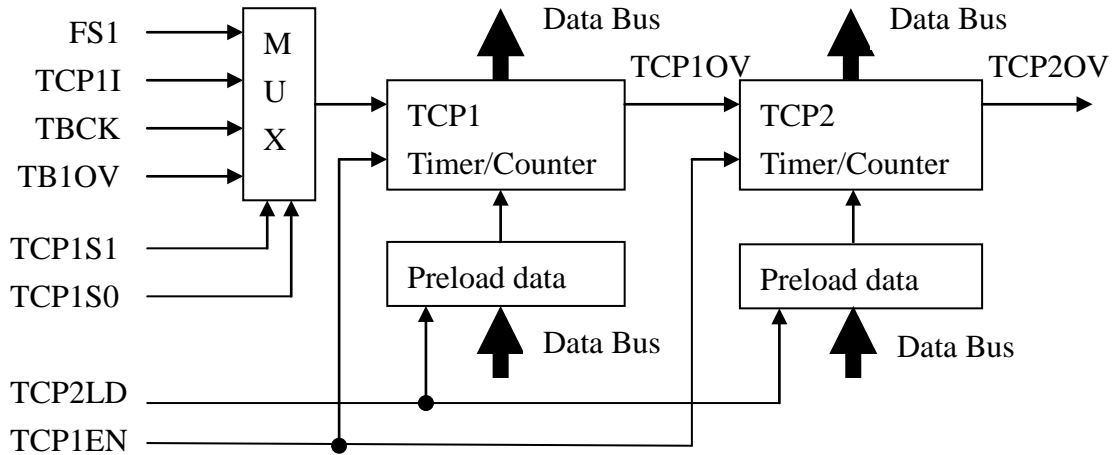 FS1
TCP1I
TBCK
TB1OV
TCP1S1
TCP1S0
TCP2LD
TCP1EN
M
U
X
Data Bus
TCP1
Timer/Counter
Preload data
Data Bus
TCP1OV
Data Bus
TCP2
Timer/Counter
Preload data
Data Bus
TCP2OV